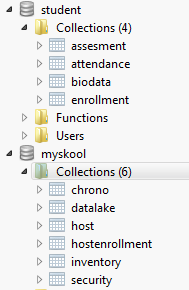 student
Collections (4)
assesment
attendance
biodata
enrollment
Functions
Users
myskool
Collections (6)
chrono
datalake
host
hostenrollment
inventory
security